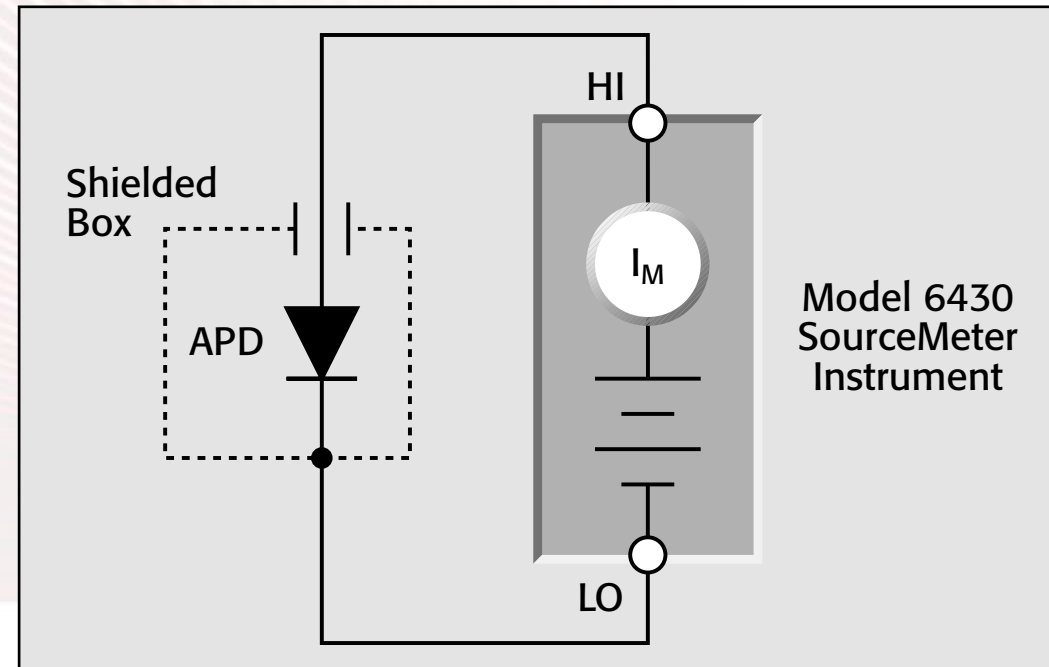 HI
Shielded
Box
I_M
APD
Model 6430
SourceMeter
Instrument
LO